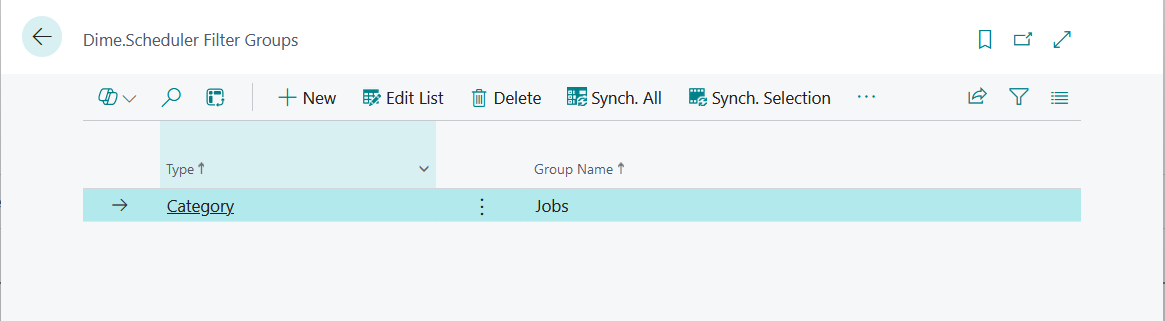 Dime.Scheduler Filter Groups
New Edit List Delete Synch. All Synch. Selection
Type Group Name
Category Jobs